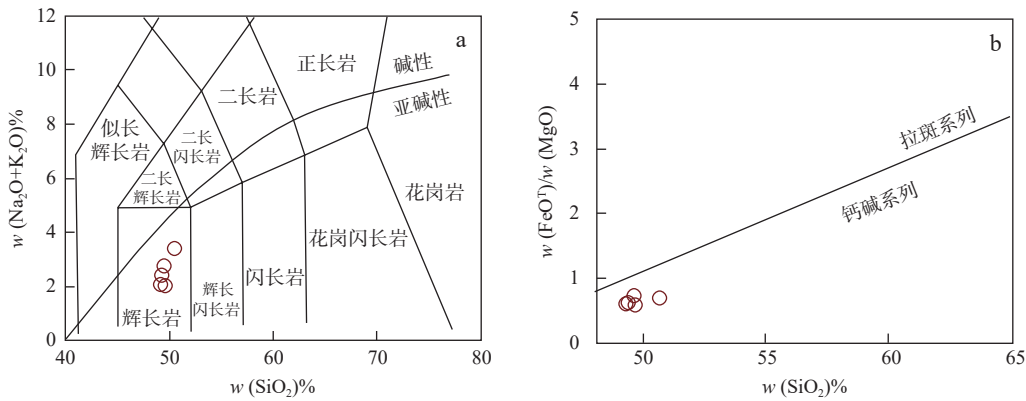 a
w (Na₂O+K₂O)%
12
10
8
6
4
2
0
40
50
60
70
80
w (SiO₂)%
正长岩
碱性
亚碱性
二长岩
似长
辉长岩
二长
闪长岩
二长
辉长岩
花岗岩
花岗闪长岩
闪长岩
辉长
闪长岩
辉长岩
b
w (FeOᵀ)/w (MgO)
5
4
3
2
1
0
50
55
60
65
w (SiO₂)%
拉斑系列
钙碱系列